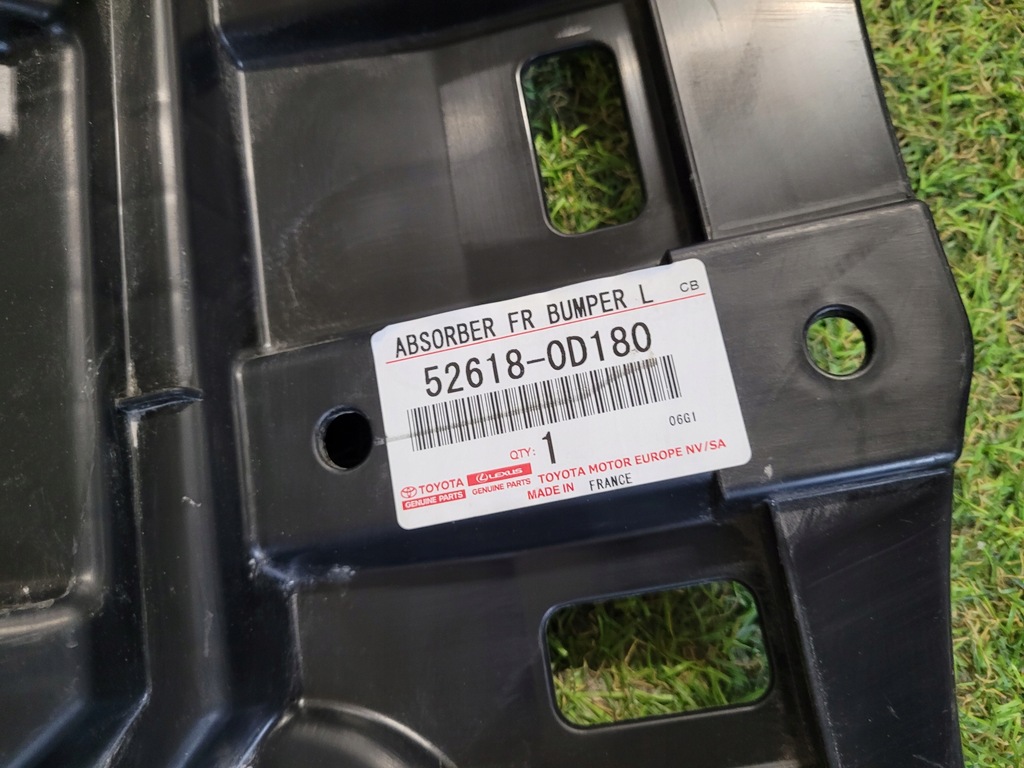 ABSORBER FR BUMPER L CB
52618-0D180
06G1
QTY: 1
TOYOTA LEXUS TOYOTA MOTOR EUROPE NV/SA
GENUINE PARTS GENUINE PARTS MADE IN FRANCE